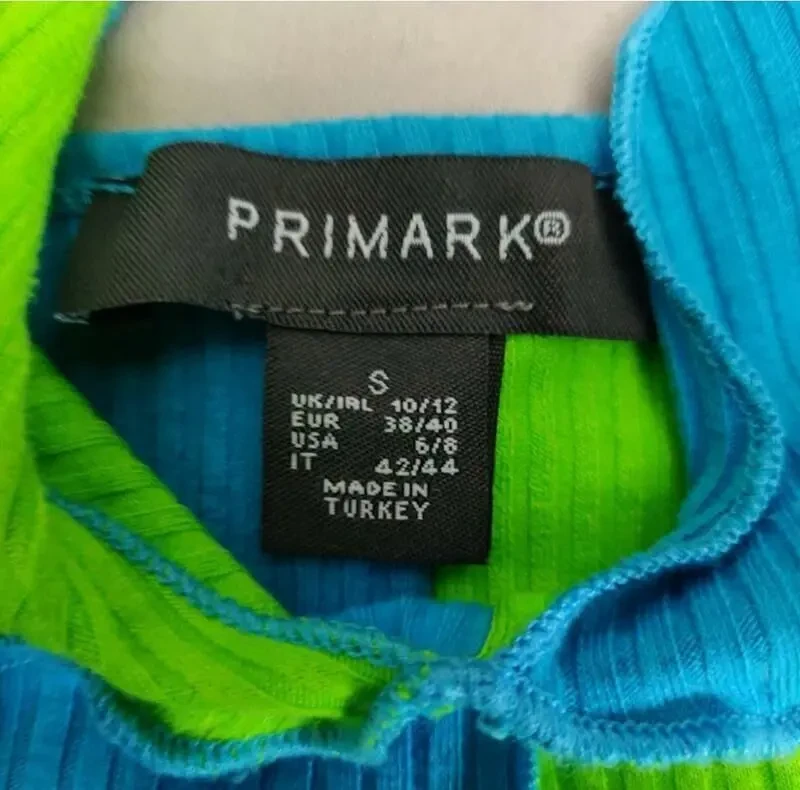 PRIMARK®
S
UK/IRL 10/12
EUR 38/40
USA 6/8
IT 42/44
MADE IN
TURKEY